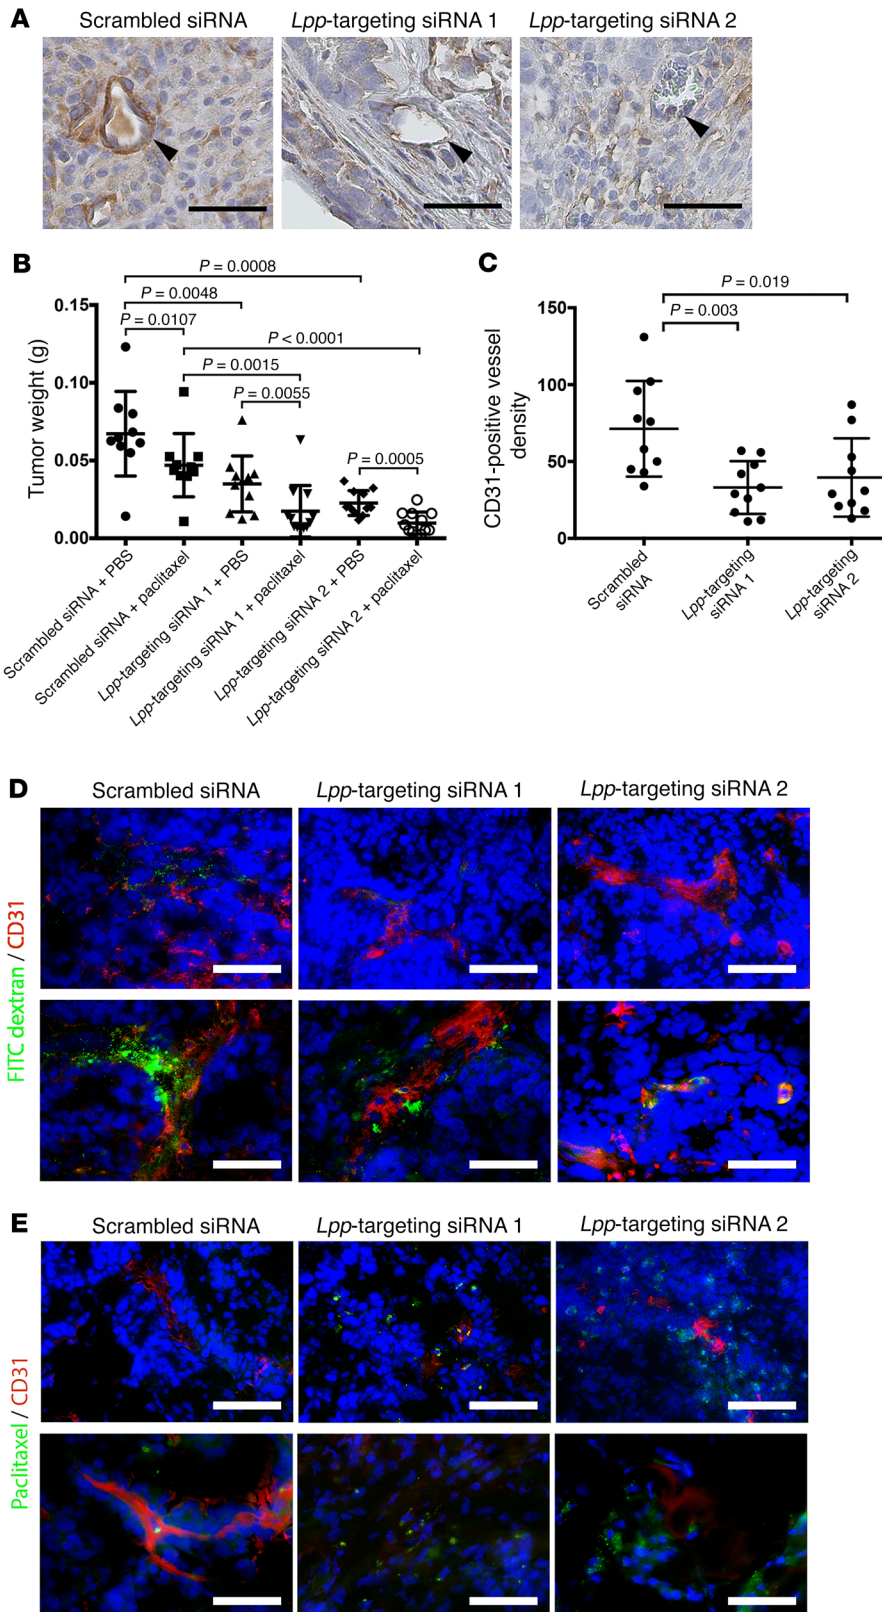 A
Scrambled siRNA
Lpp-targeting siRNA 1
Lpp-targeting siRNA 2
B
P = 0.0008
P = 0.0048
P = 0.0107
P < 0.0001
P = 0.0015
P = 0.0055
P = 0.0005
Tumor weight (g)
0.15
0.10
0.05
0.00
Scrambled siRNA + PBS
Scrambled siRNA + paclitaxel
Lpp-targeting siRNA 1 + PBS
Lpp-targeting siRNA 1 + paclitaxel
Lpp-targeting siRNA 2 + PBS
Lpp-targeting siRNA 2 + paclitaxel
C
P = 0.019
P = 0.003
CD31-positive vessel
density
150
100
50
0
Scrambled
siRNA
Lpp-targeting
siRNA 1
Lpp-targeting
siRNA 2
D
Scrambled siRNA
Lpp-targeting siRNA 1
Lpp-targeting siRNA 2
FITC dextran / CD31
E
Scrambled siRNA
Lpp-targeting siRNA 1
Lpp-targeting siRNA 2
Paclitaxel / CD31